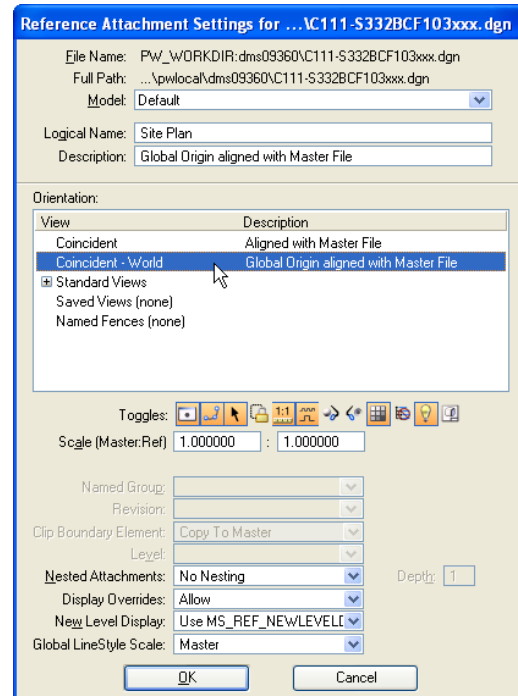 Reference Attachment Settings for ...\C111-S332BCF103xxx.dgn
File Name: PW_WORKDIR:dms09360\C111-S332BCF103xxx.dgn
Full Path: ...\pwlocal\dms09360\C111-S332BCF103xxx.dgn
Model: Default
Logical Name: Site Plan
Description: Global Origin aligned with Master File
Orientation:
View Description
Coincident Aligned with Master File
Coincident - World Global Origin aligned with Master File
Standard Views
Saved Views (none)
Named Fences (none)
Toggles: 1:1
Scale (Master:Ref) 1.000000 : 1.000000
Named Group:
Revision:
Clip Boundary Element: Copy To Master
Level:
Nested Attachments: No Nesting Depth: 1
Display Overrides: Allow
New Level Display: Use MS_REF_NEWLEVEL
Global LineStyle Scale: Master
OK Cancel